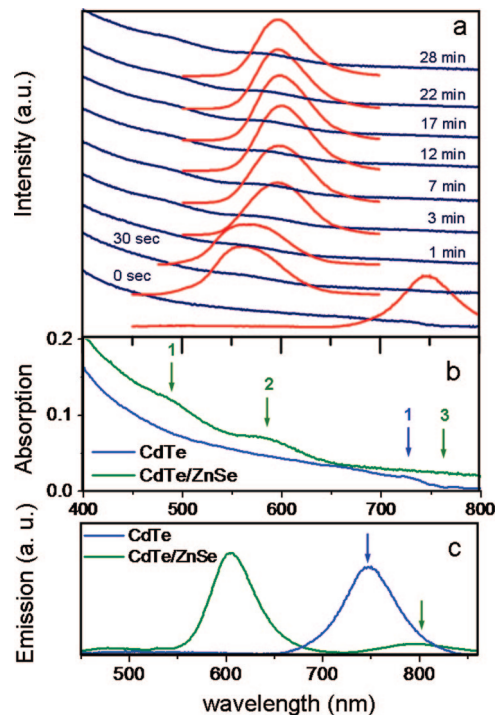 a
Intensity (a.u.)
28 min
22 min
17 min
12 min
7 min
3 min
30 sec
1 min
0 sec
b
Absorption
0.2
0.1
0.0
1
2
1
3
CdTe
CdTe/ZnSe
400 500 600 700 800
c
Emission (a. u.)
CdTe
CdTe/ZnSe
500 600 700 800
wavelength (nm)